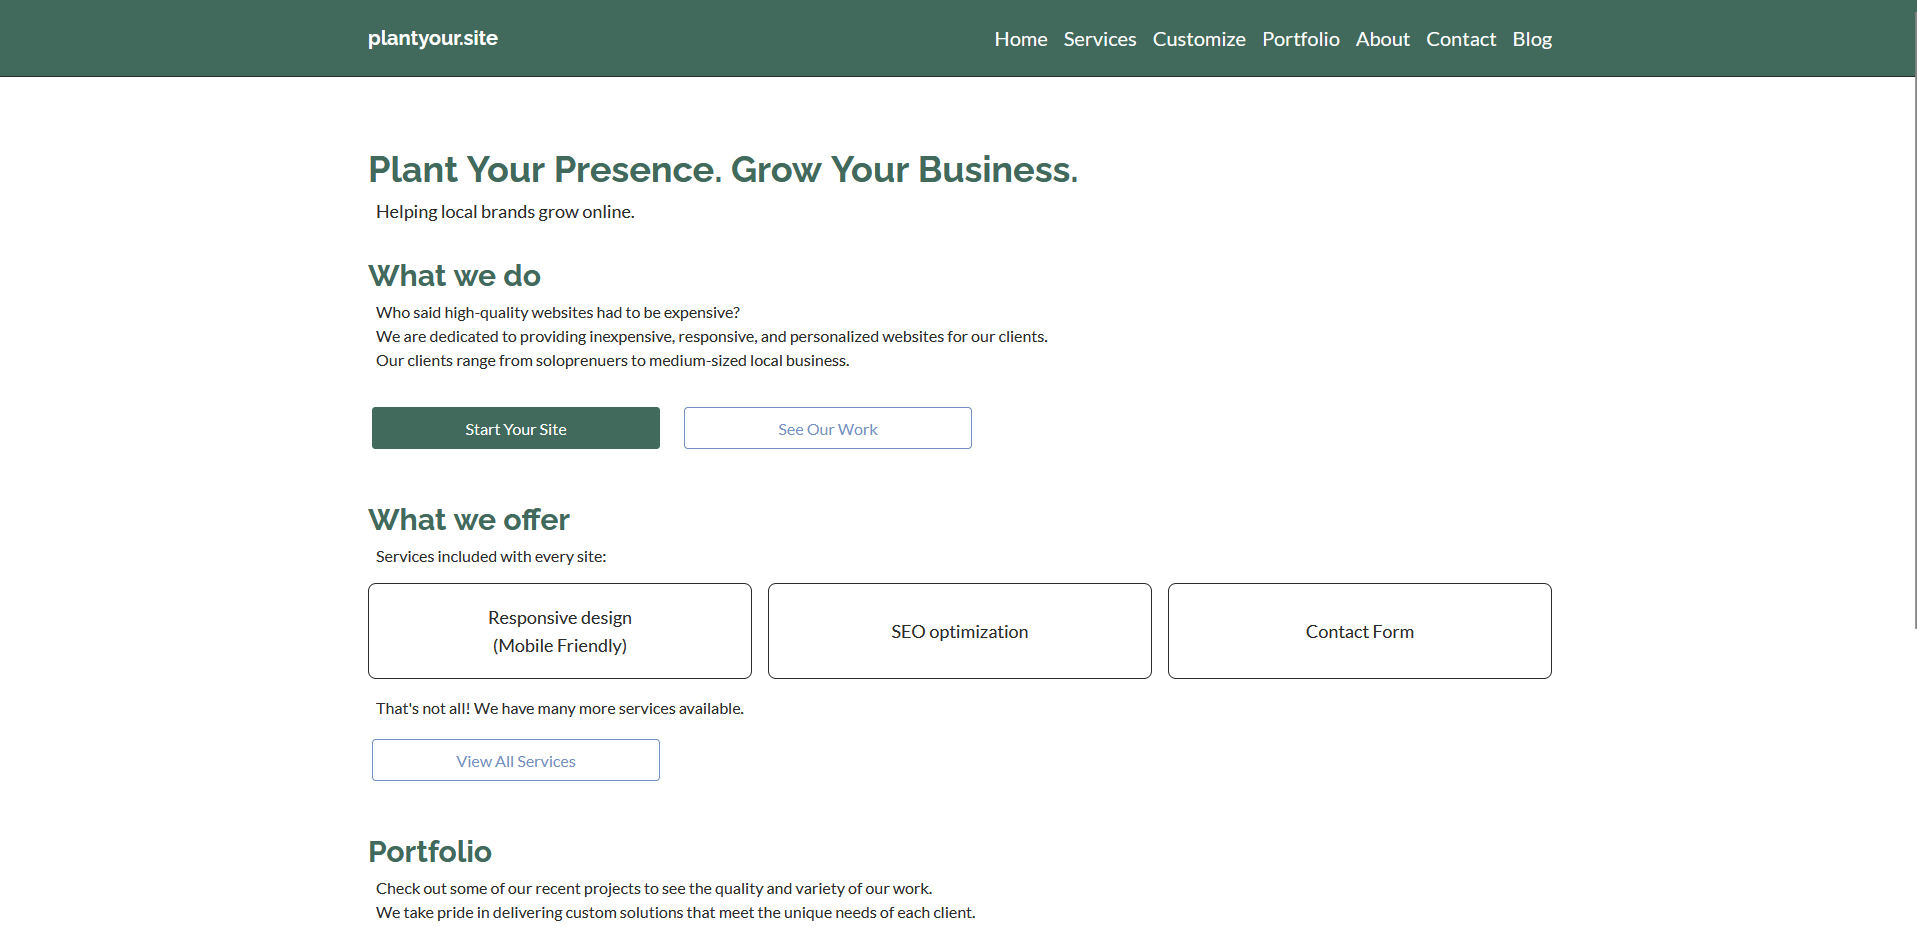 plantyour.site
Home Services Customize Portfolio About Contact Blog
Plant Your Presence. Grow Your Business.
Helping local brands grow online.
What we do
Who said high-quality websites had to be expensive?
We are dedicated to providing inexpensive, responsive, and personalized websites for our clients.
Our clients range from soloprenuers to medium-sized local business.
Start Your Site
See Our Work
What we offer
Services included with every site:
Responsive design
(Mobile Friendly)
SEO optimization
Contact Form
That's not all! We have many more services available.
View All Services
Portfolio
Check out some of our recent projects to see the quality and variety of our work.
We take pride in delivering custom solutions that meet the unique needs of each client.